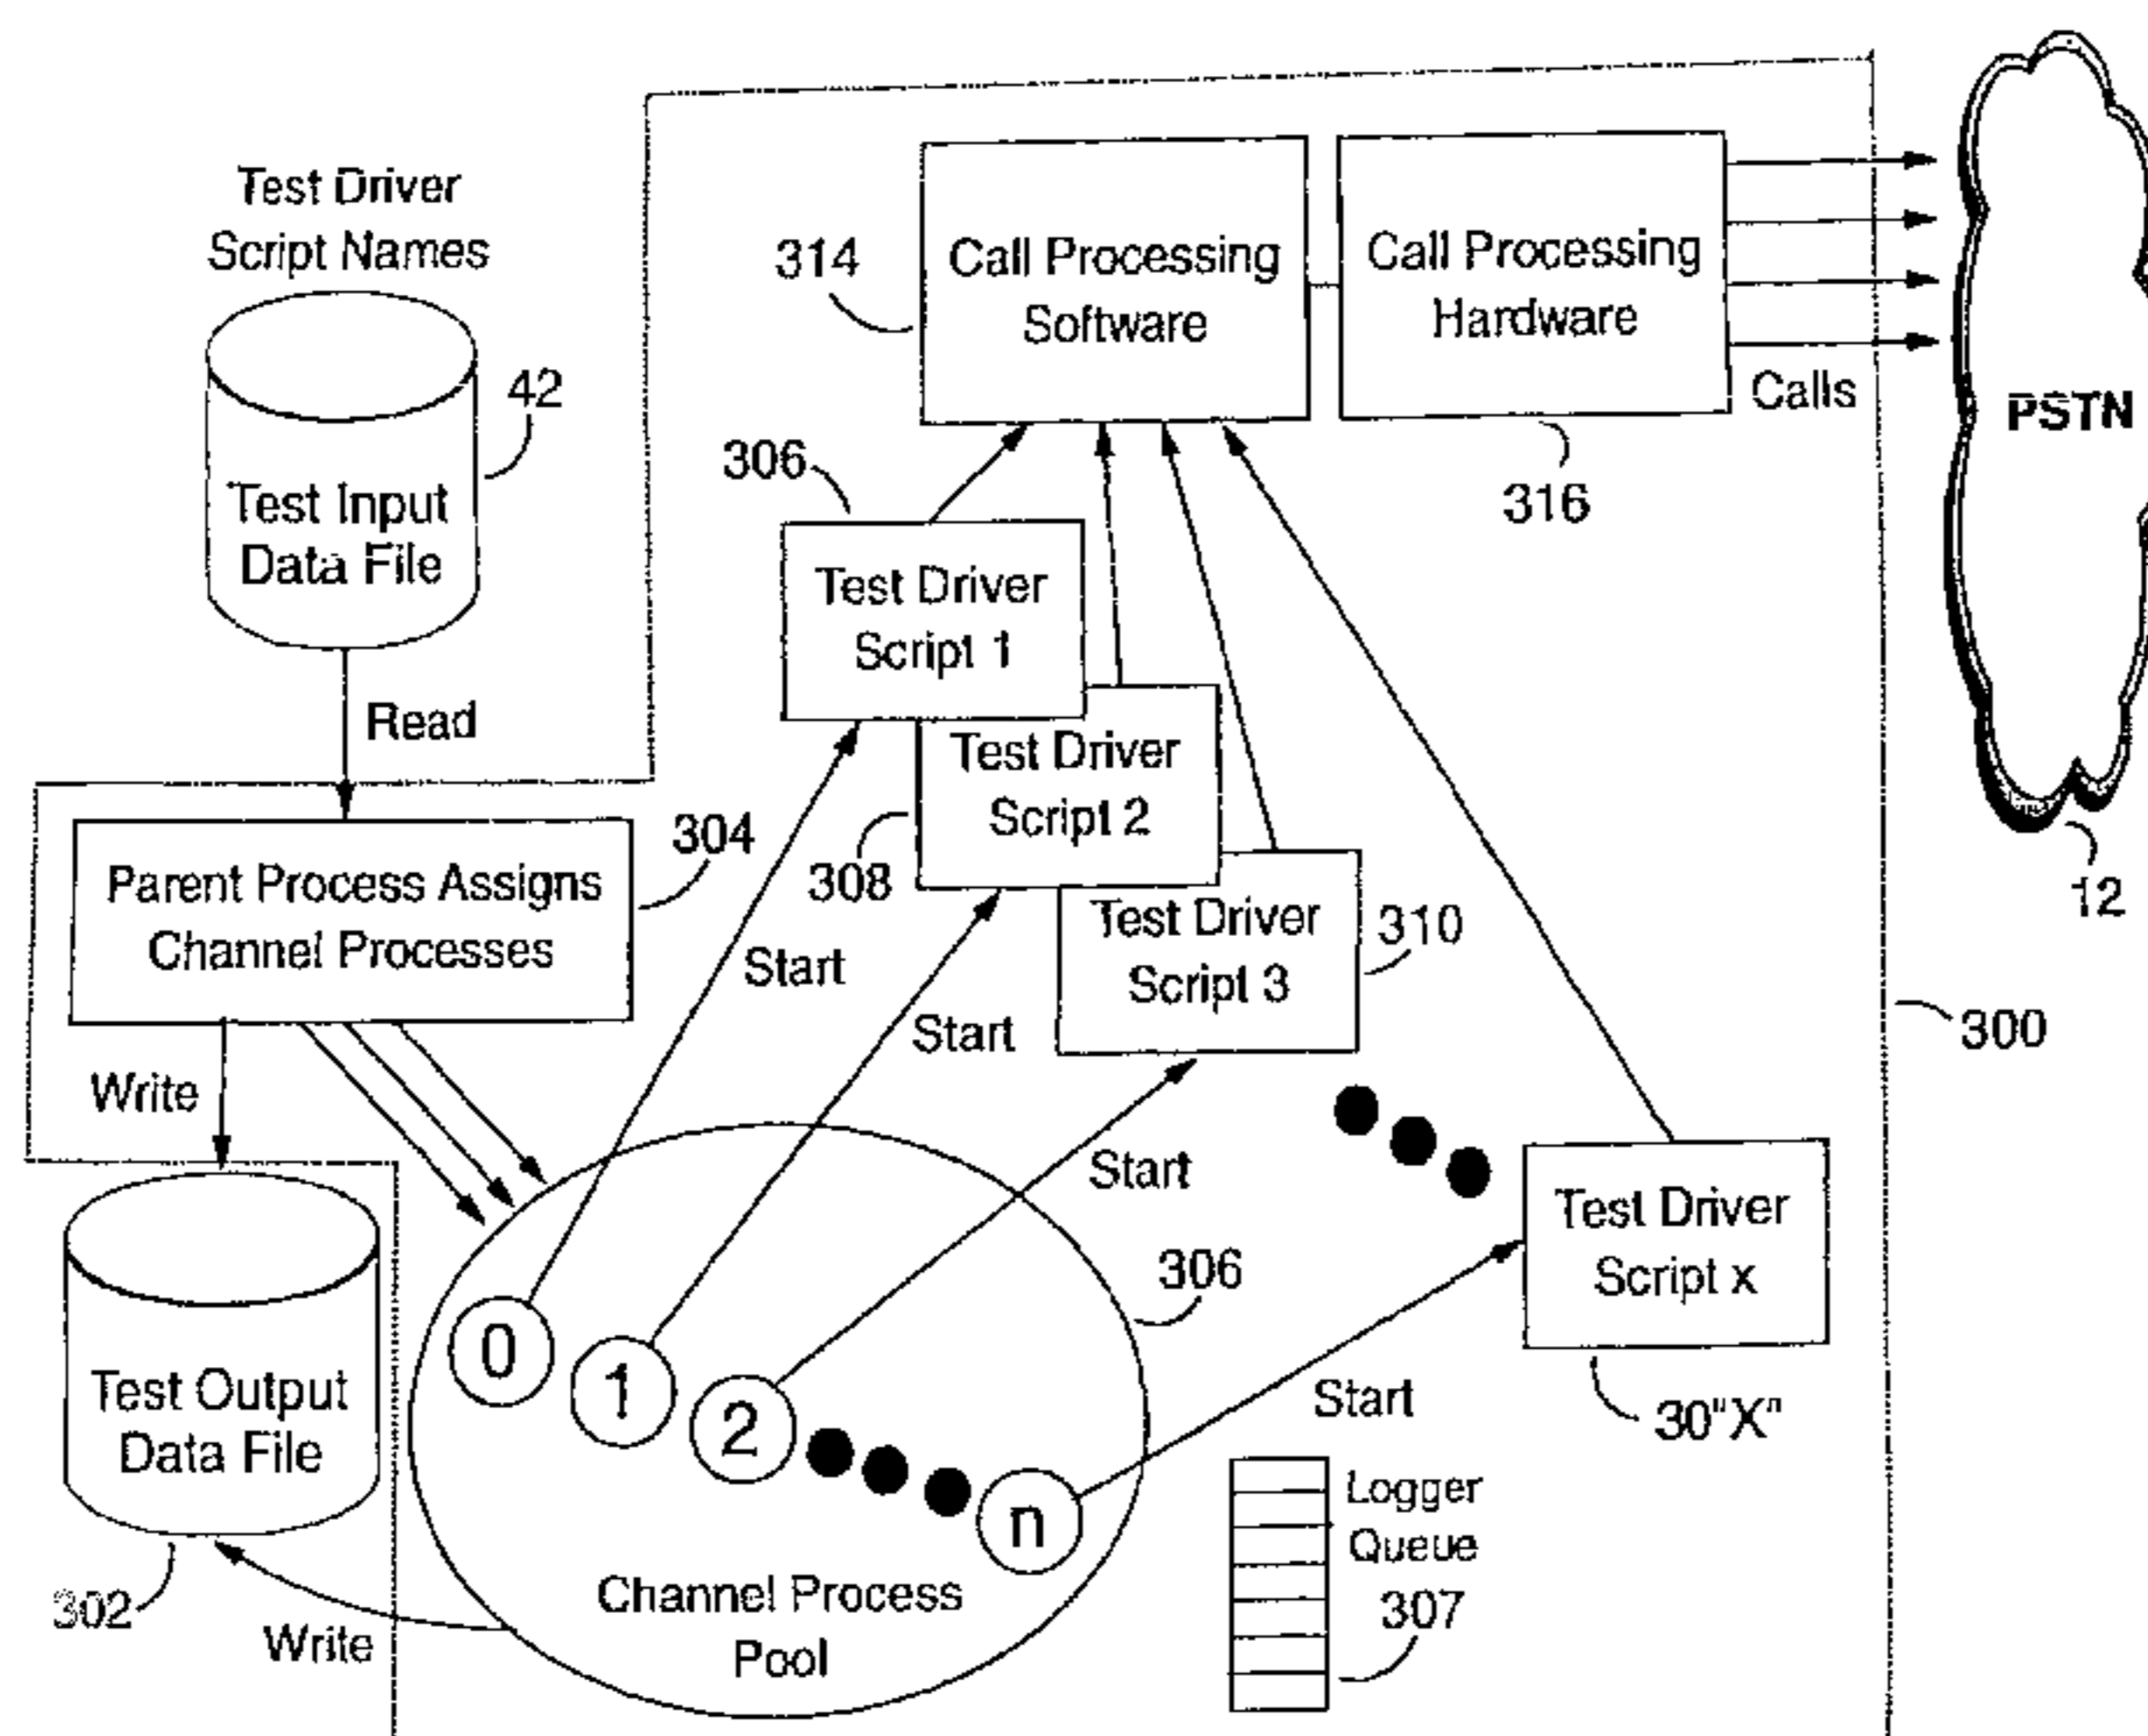 Test Driver
Script Names
42
Test Input
Data File
Read
314
Call Processing
Software
Call Processing
Hardware
Calls
316
PSTN
12
306
Test Driver
Script 1
Test Driver
Script 2
308
Test Driver
Script 3
310
304
Parent Process Assigns
Channel Processes
Start
Start
Start
300
Write
Test Driver
Script x
30"X"
Start
306
Test Output
Data File
302
Write
0
1
2
n
Channel Process
Pool
Logger
Queue
307